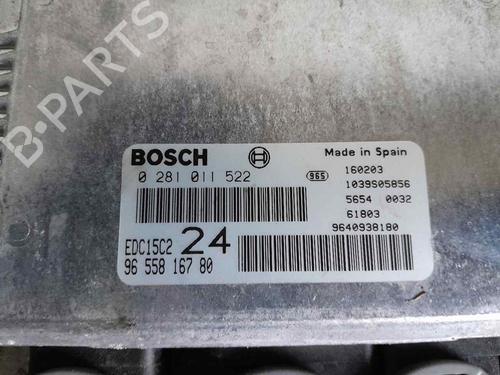 B-PARTS
BOSCH
Made in Spain
0 281 011 522
965
160203
1039S05856
5654 0032
61803
9640938180
EDC15C2 24
96 558 167 80